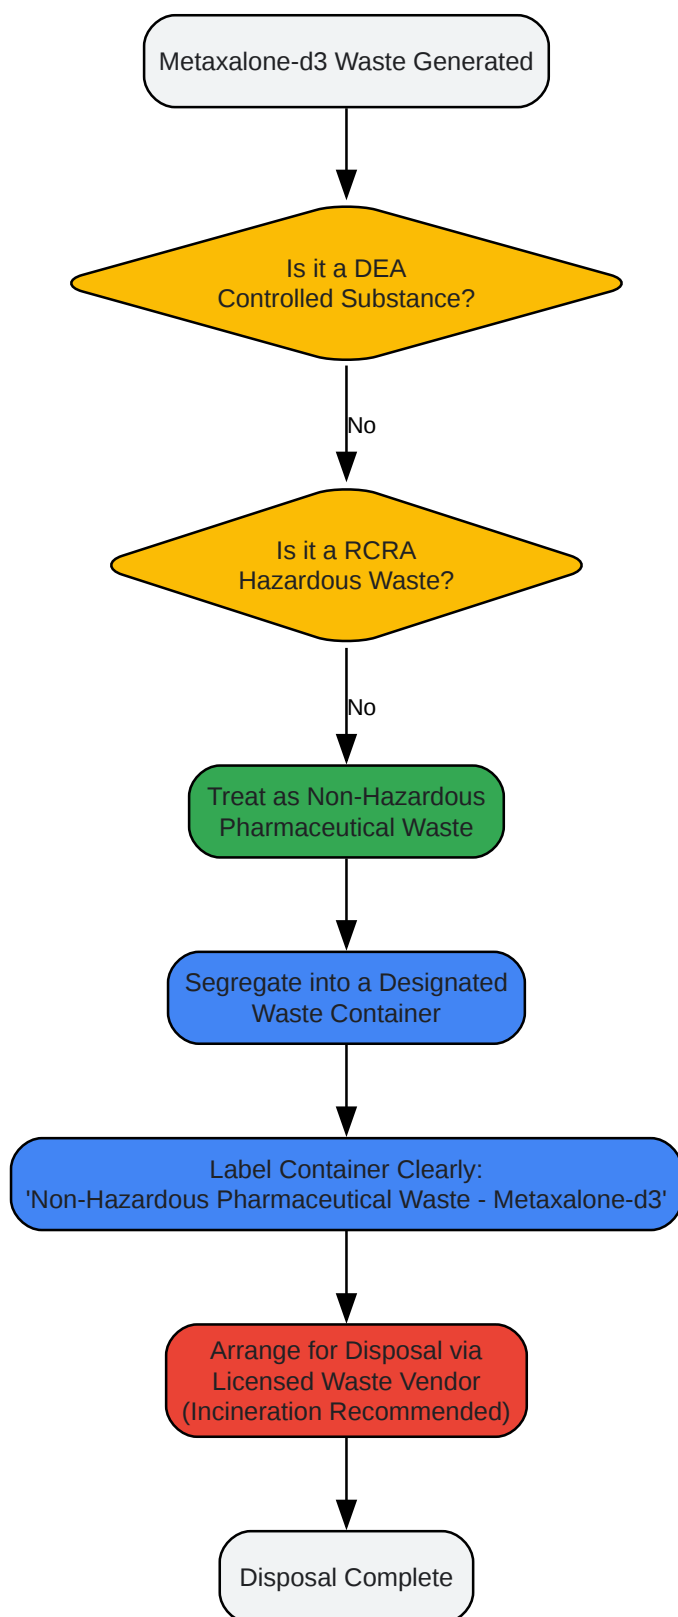 Metaxalone-d3 Waste Generated
Is it a DEA
Controlled Substance?
No
Is it a RCRA
Hazardous Waste?
No
Treat as Non-Hazardous
Pharmaceutical Waste
Segregate into a Designated
Waste Container
Label Container Clearly:
'Non-Hazardous Pharmaceutical Waste - Metaxalone-d3'
Arrange for Disposal via
Licensed Waste Vendor
(Incineration Recommended)
Disposal Complete